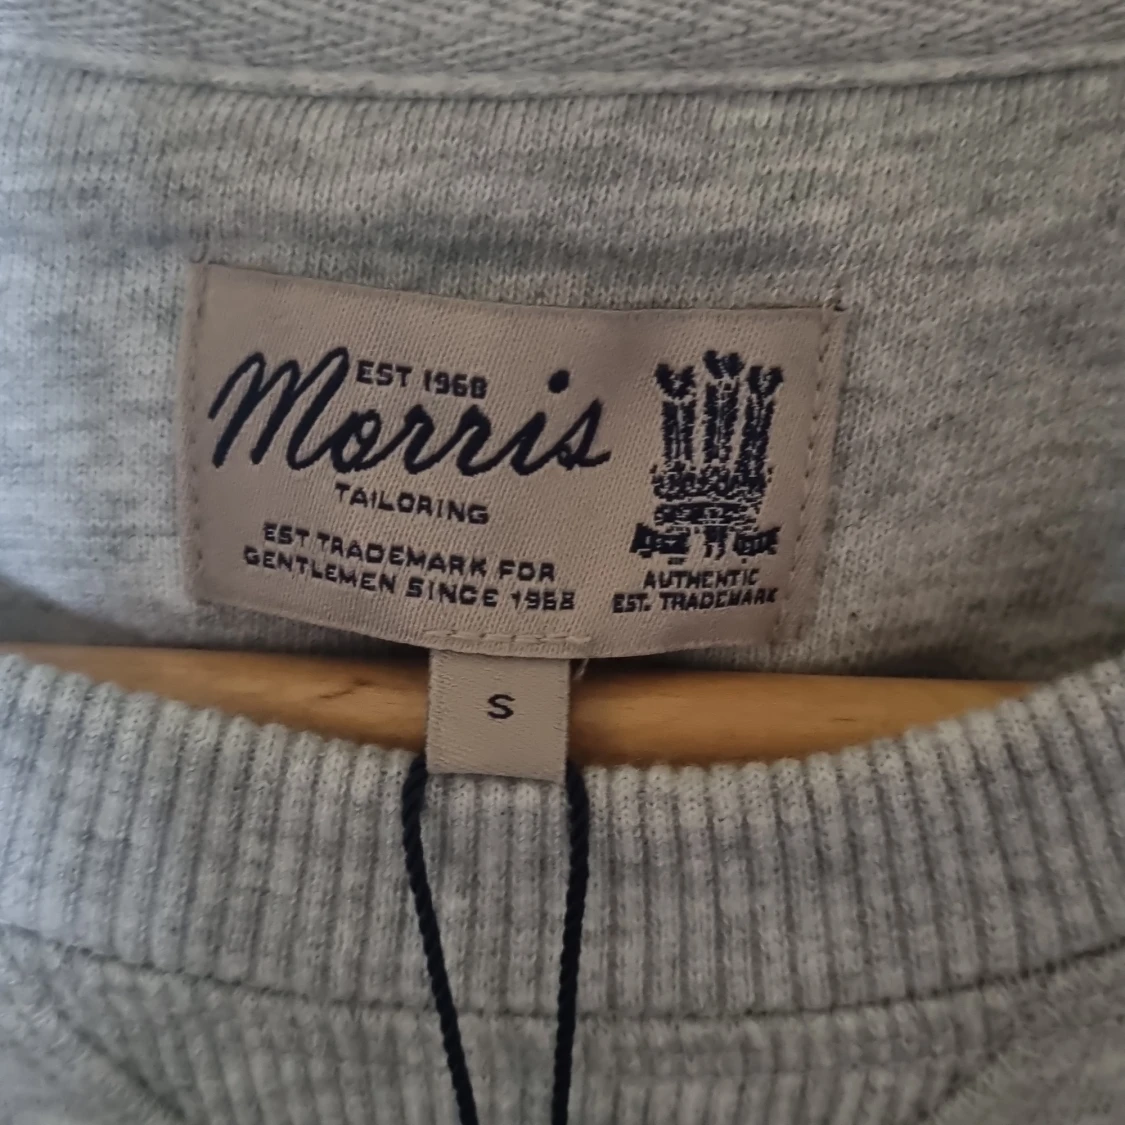 EST 1968
Morris
TAILORING
EST TRADEMARK FOR
GENTLEMEN SINCE 1968
AUTHENTIC
EST. TRADEMARK
S